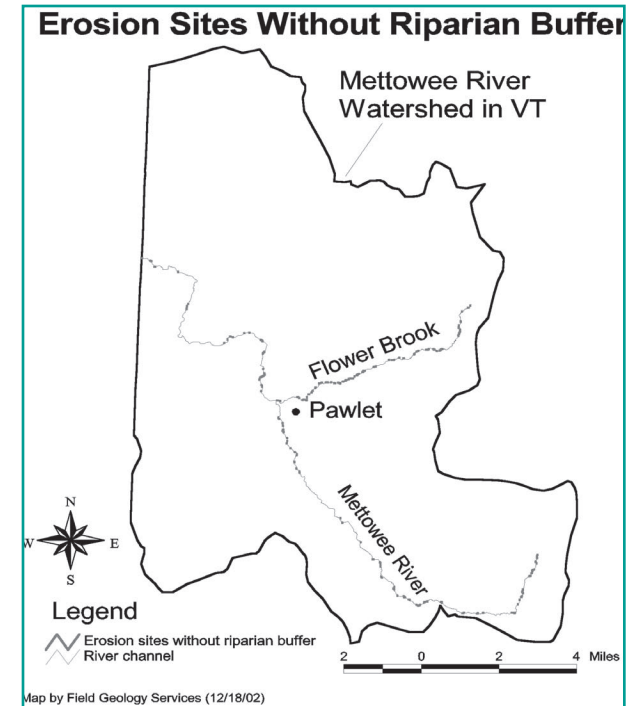 Erosion Sites Without Riparian Buffer
Mettowee River
Watershed in VT
Flower Brook
Pawlet
Mettowee River
N
W
E
S
Legend
Erosion sites without riparian buffer
River channel
2 0 2 4 Miles
Map by Field Geology Services (12/18/02)